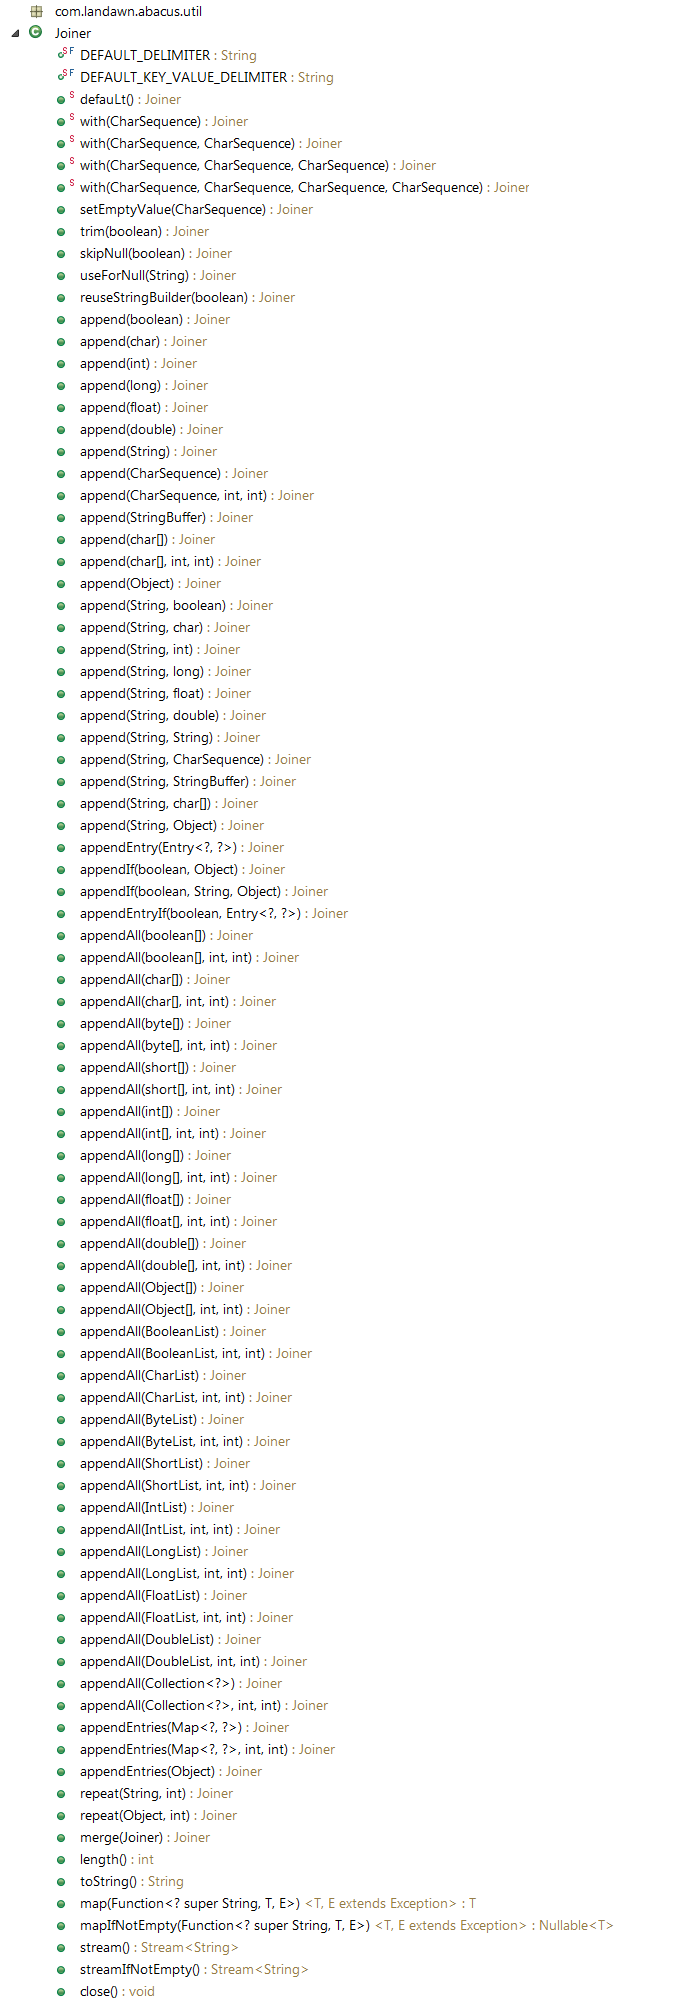 com.landawn.abacus.util
C Joiner
S F DEFAULT_DELIMITER : String
S F DEFAULT_KEY_VALUE_DELIMITER : String
S defauLt() : Joiner
S with(CharSequence) : Joiner
S with(CharSequence, CharSequence) : Joiner
S with(CharSequence, CharSequence, CharSequence) : Joiner
S with(CharSequence, CharSequence, CharSequence, CharSequence) : Joiner
setEmptyValue(CharSequence) : Joiner
trim(boolean) : Joiner
skipNull(boolean) : Joiner
useForNull(String) : Joiner
reuseStringBuilder(boolean) : Joiner
append(boolean) : Joiner
append(char) : Joiner
append(int) : Joiner
append(long) : Joiner
append(float) : Joiner
append(double) : Joiner
append(String) : Joiner
append(CharSequence) : Joiner
append(CharSequence, int, int) : Joiner
append(StringBuffer) : Joiner
append(char[]) : Joiner
append(char[], int, int) : Joiner
append(Object) : Joiner
append(String, boolean) : Joiner
append(String, char) : Joiner
append(String, int) : Joiner
append(String, long) : Joiner
append(String, float) : Joiner
append(String, double) : Joiner
append(String, String) : Joiner
append(String, CharSequence) : Joiner
append(String, StringBuffer) : Joiner
append(String, char[]) : Joiner
append(String, Object) : Joiner
appendEntry(Entry<?, ?>) : Joiner
appendIf(boolean, Object) : Joiner
appendIf(boolean, String, Object) : Joiner
appendEntryIf(boolean, Entry<?, ?>) : Joiner
appendAll(boolean[]) : Joiner
appendAll(boolean[], int, int) : Joiner
appendAll(char[]) : Joiner
appendAll(char[], int, int) : Joiner
appendAll(byte[]) : Joiner
appendAll(byte[], int, int) : Joiner
appendAll(short[]) : Joiner
appendAll(short[], int, int) : Joiner
appendAll(int[]) : Joiner
appendAll(int[], int, int) : Joiner
appendAll(long[]) : Joiner
appendAll(long[], int, int) : Joiner
appendAll(float[]) : Joiner
appendAll(float[], int, int) : Joiner
appendAll(double[]) : Joiner
appendAll(double[], int, int) : Joiner
appendAll(Object[]) : Joiner
appendAll(Object[], int, int) : Joiner
appendAll(BooleanList) : Joiner
appendAll(BooleanList, int, int) : Joiner
appendAll(CharList) : Joiner
appendAll(CharList, int, int) : Joiner
appendAll(ByteList) : Joiner
appendAll(ByteList, int, int) : Joiner
appendAll(ShortList) : Joiner
appendAll(ShortList, int, int) : Joiner
appendAll(IntList) : Joiner
appendAll(IntList, int, int) : Joiner
appendAll(LongList) : Joiner
appendAll(LongList, int, int) : Joiner
appendAll(FloatList) : Joiner
appendAll(FloatList, int, int) : Joiner
appendAll(DoubleList) : Joiner
appendAll(DoubleList, int, int) : Joiner
appendAll(Collection<?>) : Joiner
appendAll(Collection<?>, int, int) : Joiner
appendEntries(Map<?, ?>) : Joiner
appendEntries(Map<?, ?>, int, int) : Joiner
appendEntries(Object) : Joiner
repeat(String, int) : Joiner
repeat(Object, int) : Joiner
merge(Joiner) : Joiner
length() : int
toString() : String
map(Function<? super String, T, E>) <T, E extends Exception> : T
mapIfNotEmpty(Function<? super String, T, E>) <T, E extends Exception> : Nullable<T>
stream() : Stream<String>
streamIfNotEmpty() : Stream<String>
close() : void